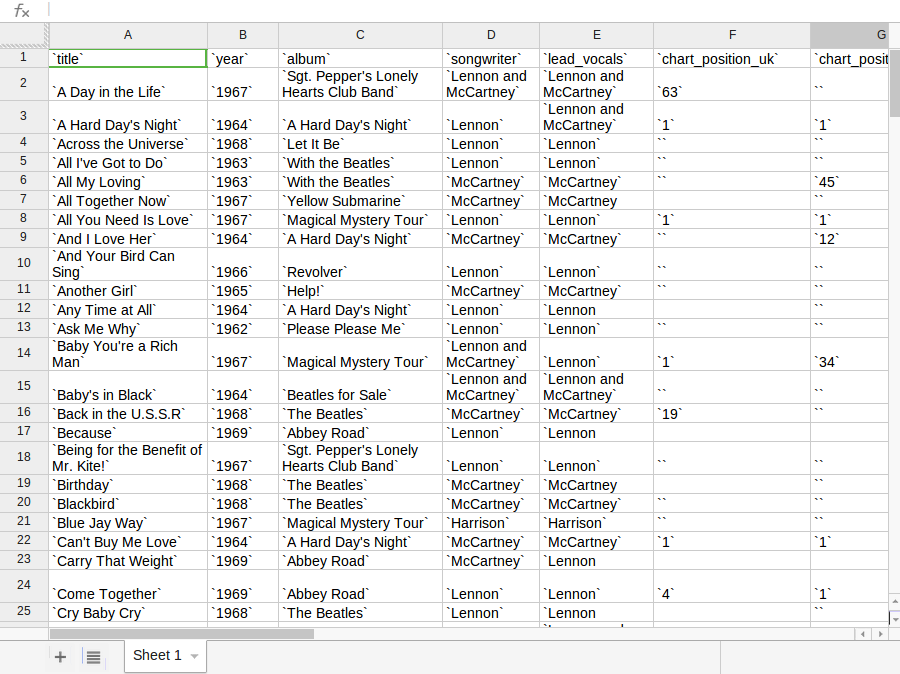 fx
A B C D E F G
1 `title` `year` `album` `songwriter` `lead_vocals` `chart_position_uk` `chart_posit
`Sgt. Pepper's Lonely `Lennon and `Lennon and
2 `A Day in the Life` `1967` Hearts Club Band` McCartney` McCartney` `63` ``
`Lennon and
3 `A Hard Day's Night` `1964` `A Hard Day's Night` `Lennon` McCartney` `1` `1`
4 `Across the Universe` `1968` `Let It Be` `Lennon` `Lennon` `` ``
5 `All I've Got to Do` `1963` `With the Beatles` `Lennon` `Lennon` `` ``
6 `All My Loving` `1963` `With the Beatles` `McCartney` `McCartney` `` `45`
7 `All Together Now` `1967` `Yellow Submarine` `McCartney` `McCartney ``
8 `All You Need Is Love` `1967` `Magical Mystery Tour` `Lennon` `Lennon` `1` `1`
9 `And I Love Her` `1964` `A Hard Day's Night` `McCartney` `McCartney` `` `12`
`And Your Bird Can
10 Sing` `1966` `Revolver` `Lennon` `Lennon` `` ``
11 `Another Girl` `1965` `Help!` `McCartney` `McCartney` `` ``
12 `Any Time at All` `1964` `A Hard Day's Night` `Lennon` `Lennon ``
13 `Ask Me Why` `1962` `Please Please Me` `Lennon` `Lennon` `` ``
`Baby You're a Rich `Lennon and
14 Man` `1967` `Magical Mystery Tour` McCartney` `Lennon` `1` `34`
`Lennon and `Lennon and
15 `Baby's in Black` `1964` `Beatles for Sale` McCartney` McCartney` `` ``
16 `Back in the U.S.S.R` `1968` `The Beatles` `McCartney` `McCartney` `19` ``
17 `Because` `1969` `Abbey Road` `Lennon` `Lennon
`Being for the Benefit of `Sgt. Pepper's Lonely
18 Mr. Kite!` `1967` Hearts Club Band` `Lennon` `Lennon` `` ``
19 `Birthday` `1968` `The Beatles` `McCartney` `McCartney ``
20 `Blackbird` `1968` `The Beatles` `McCartney` `McCartney` `` ``
21 `Blue Jay Way` `1967` `Magical Mystery Tour` `Harrison` `Harrison` `` ``
22 `Can't Buy Me Love` `1964` `A Hard Day's Night` `McCartney` `McCartney` `1` `1`
23 `Carry That Weight` `1969` `Abbey Road` `McCartney` `Lennon
24 `Come Together` `1969` `Abbey Road` `Lennon` `Lennon` `4` `1`
25 `Cry Baby Cry` `1968` `The Beatles` `Lennon` `Lennon ``
Sheet 1